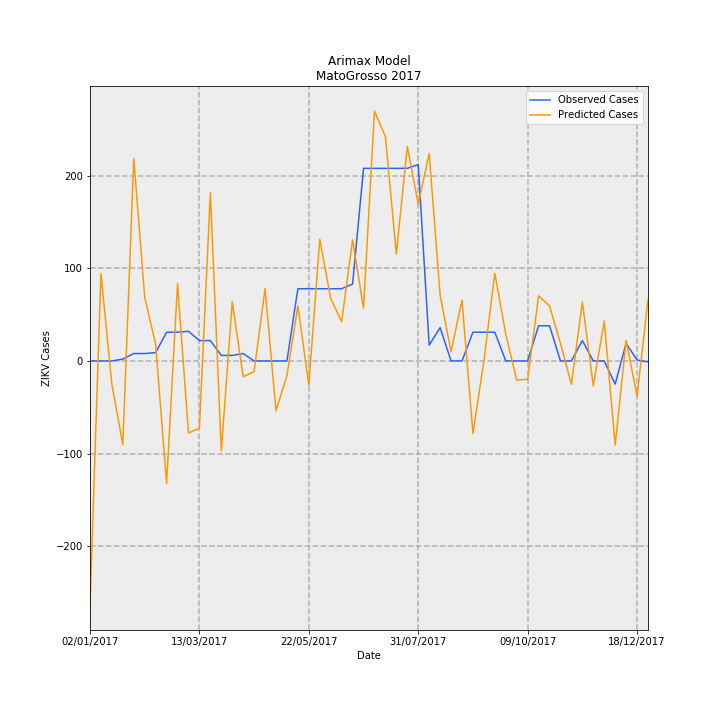 Arimax Model
MatoGrosso 2017
Observed Cases
Predicted Cases
ZIKV Cases
200
100
0
−100
−200
02/01/2017
13/03/2017
22/05/2017
31/07/2017
09/10/2017
18/12/2017
Date